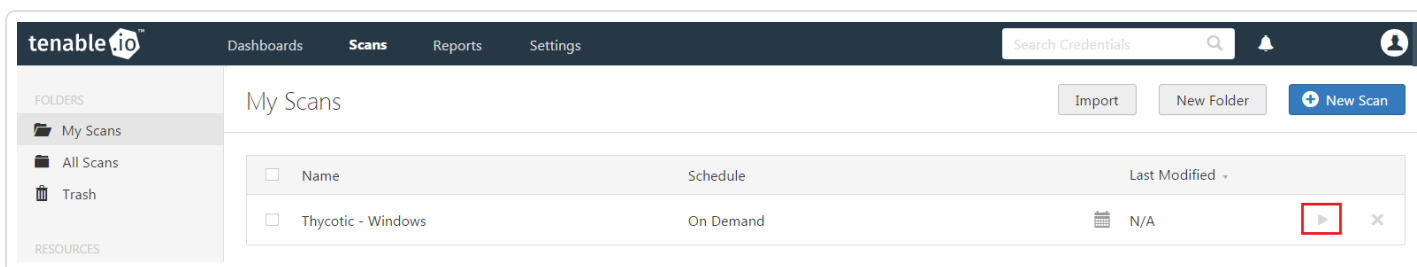 tenable.io™
Dashboards Scans Reports Settings
Search Credentials
FOLDERS
My Scans
All Scans
Trash
RESOURCES
My Scans
Import New Folder New Scan
Name Schedule Last Modified
Thycotic - Windows On Demand N/A